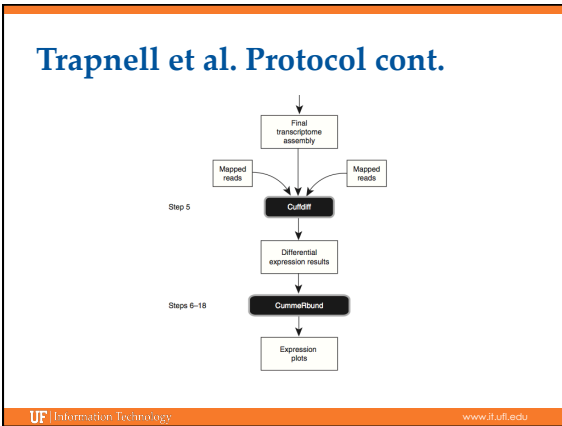 Trapnell et al. Protocol cont.
Final
transcriptome
assembly
Mapped
reads
Mapped
reads
Step 5
Cuffdiff
Differential
expression results
Steps 6–18
CummeRbund
Expression
plots
UF Information Technology
www.it.ufl.edu